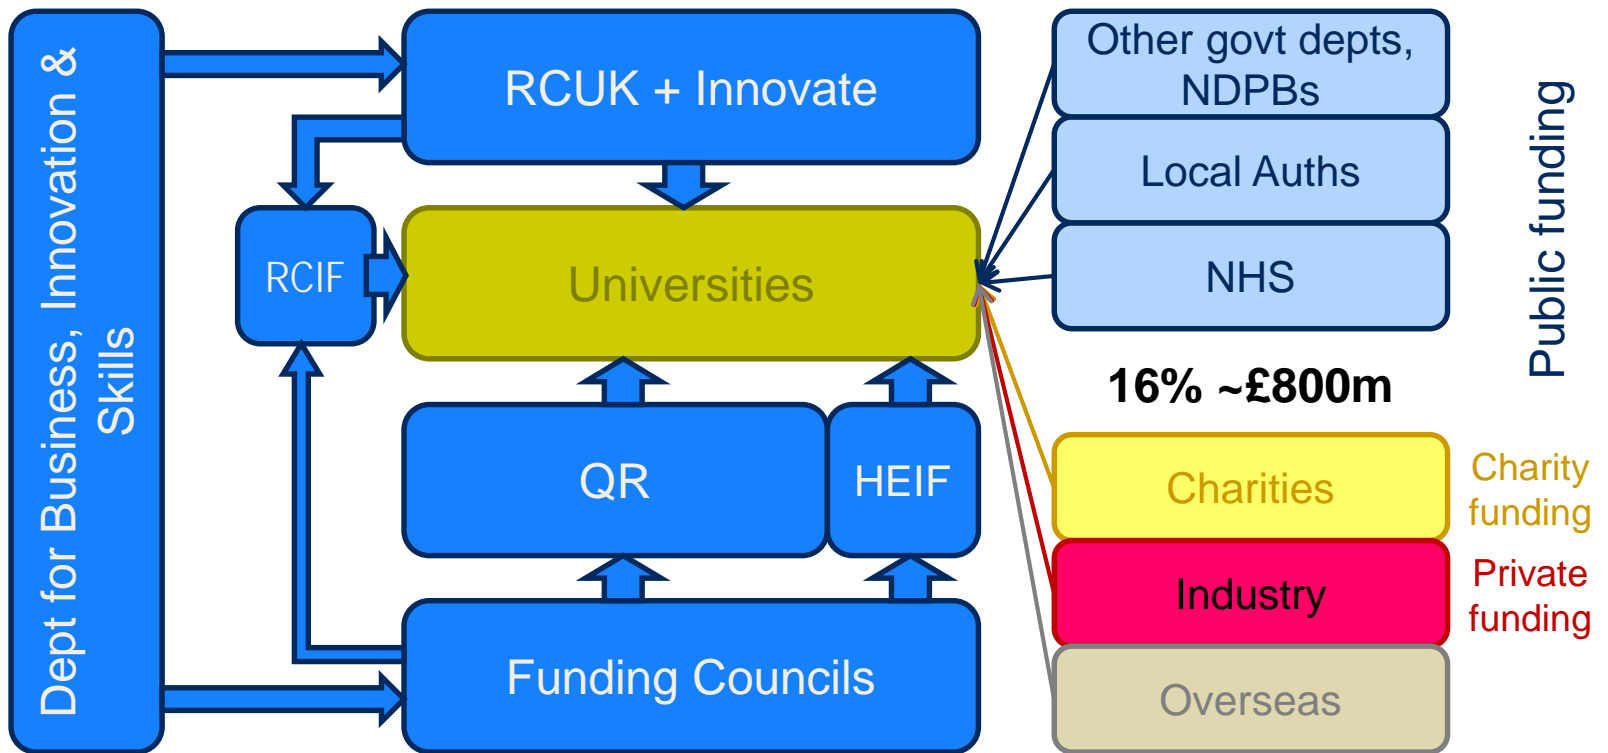 Dept for Business, Innovation &
Skills
RCUK + Innovate
RCIF
Universities
QR
HEIF
Funding Councils
Other govt depts,
NDPBs
Local Auths
NHS
Public funding
16% ~£800m
Charities
Charity
funding
Industry
Private
funding
Overseas